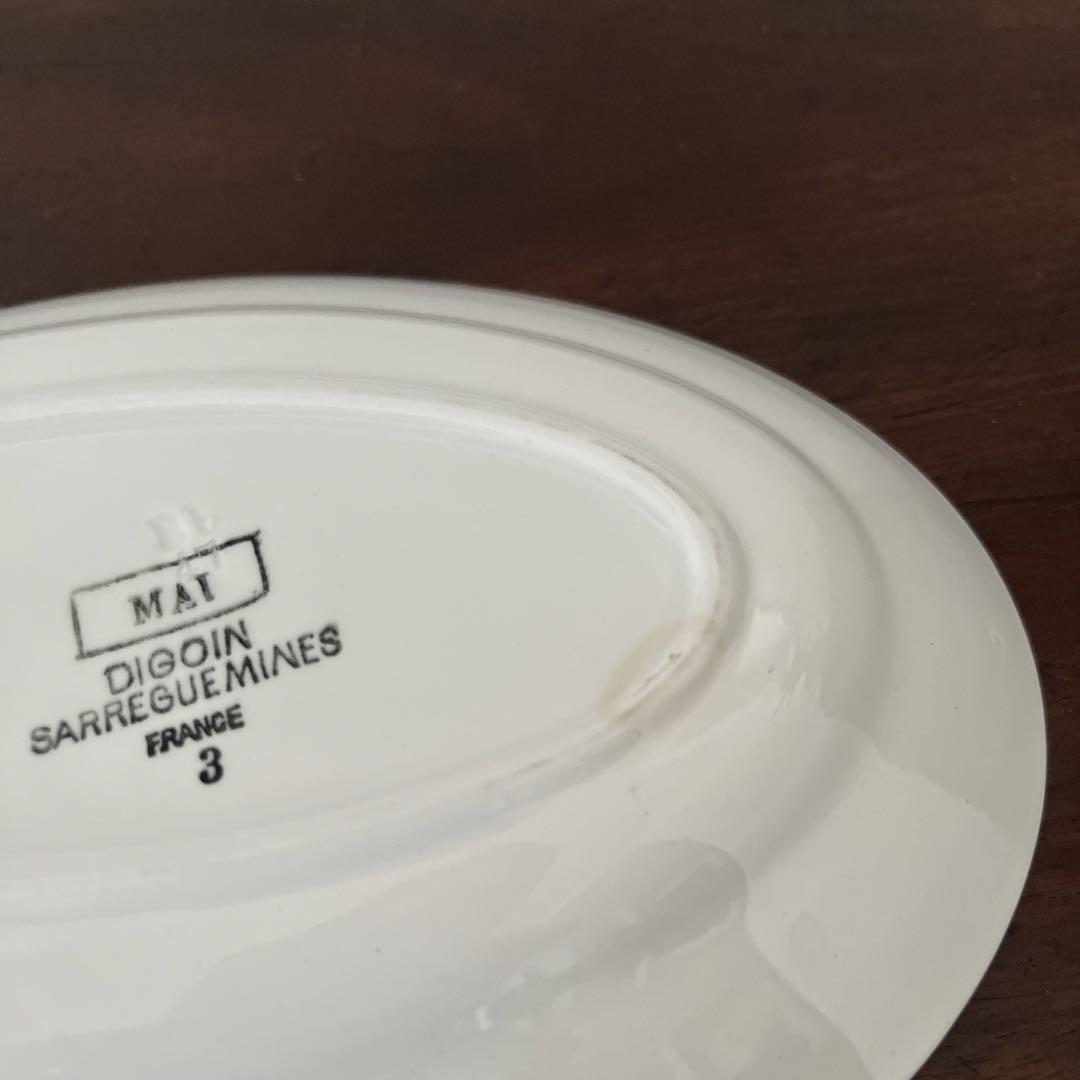 MAI
DIGOIN
SARREGUEMINES
FRANCE
3